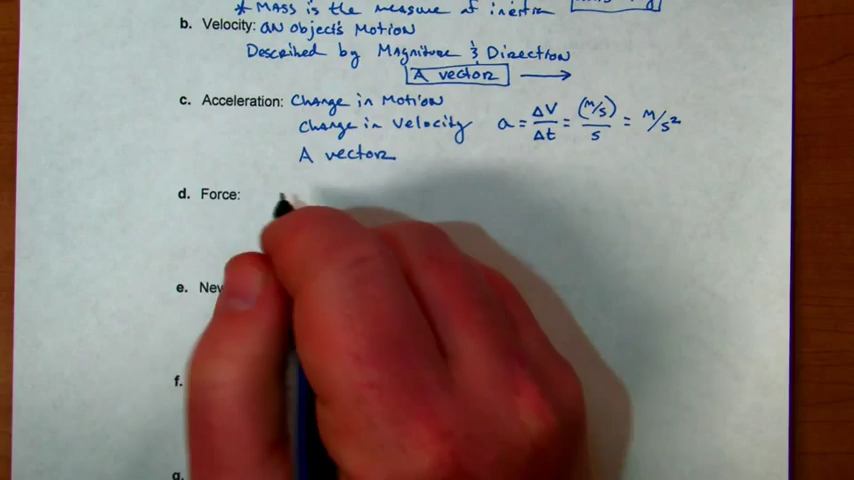 * MASS is the measure of inertia
b. Velocity: AN Object's Motion
Described by Magnitude & Direction
A vector
c. Acceleration: Change in Motion
Change in Velocity a = ΔV/Δt = (M/s)/s = M/s²
A vector
d. Force:
e. New
f.
g.